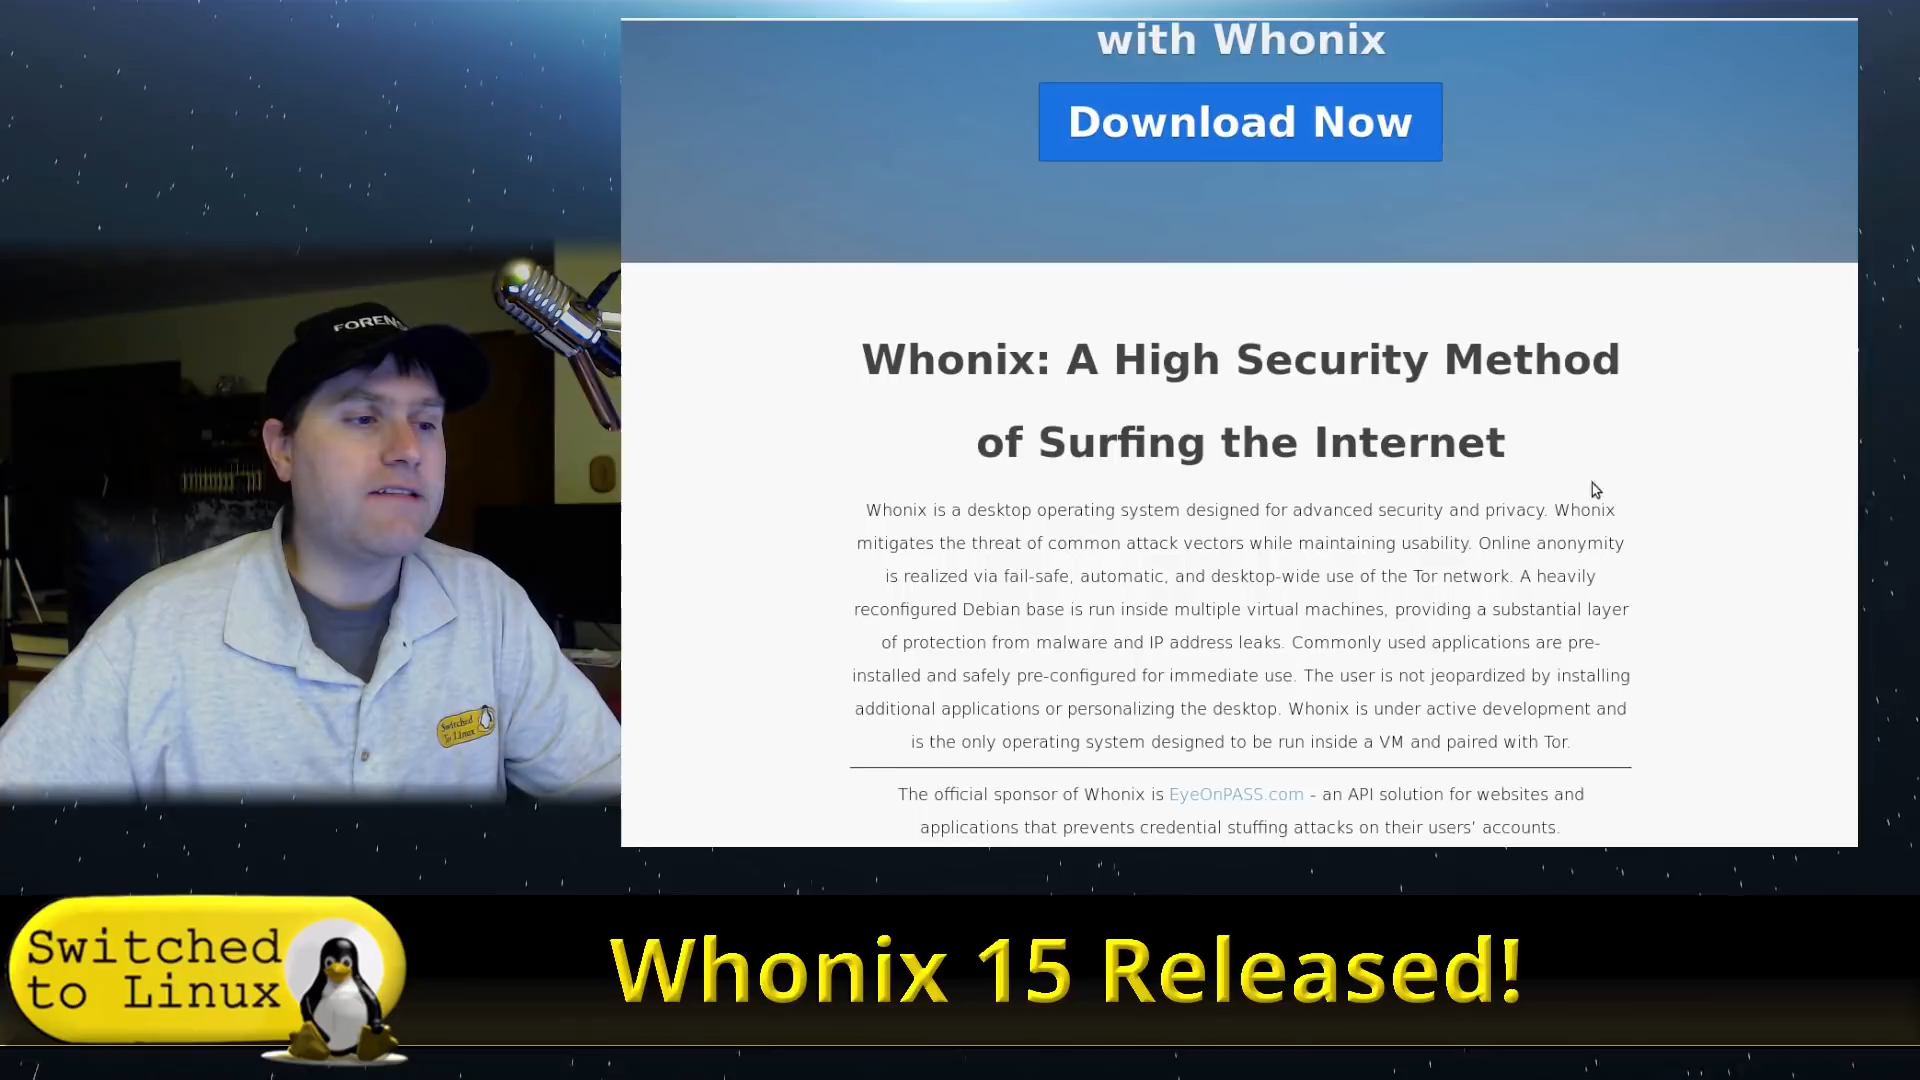 with Whonix
Download Now
Whonix: A High Security Method
of Surfing the Internet
Whonix is a desktop operating system designed for advanced security and privacy. Whonix
mitigates the threat of common attack vectors while maintaining usability. Online anonymity
is realized via fail-safe, automatic, and desktop-wide use of the Tor network. A heavily
reconfigured Debian base is run inside multiple virtual machines, providing a substantial layer
of protection from malware and IP address leaks. Commonly used applications are pre-
installed and safely pre-configured for immediate use. The user is not jeopardized by installing
additional applications or personalizing the desktop. Whonix is under active development and
is the only operating system designed to be run inside a VM and paired with Tor.
The official sponsor of Whonix is EyeOnPASS.com - an API solution for websites and
applications that prevents credential stuffing attacks on their users’ accounts.
FOREN
Switched
To Linux
Switched
to Linux
Whonix 15 Released!